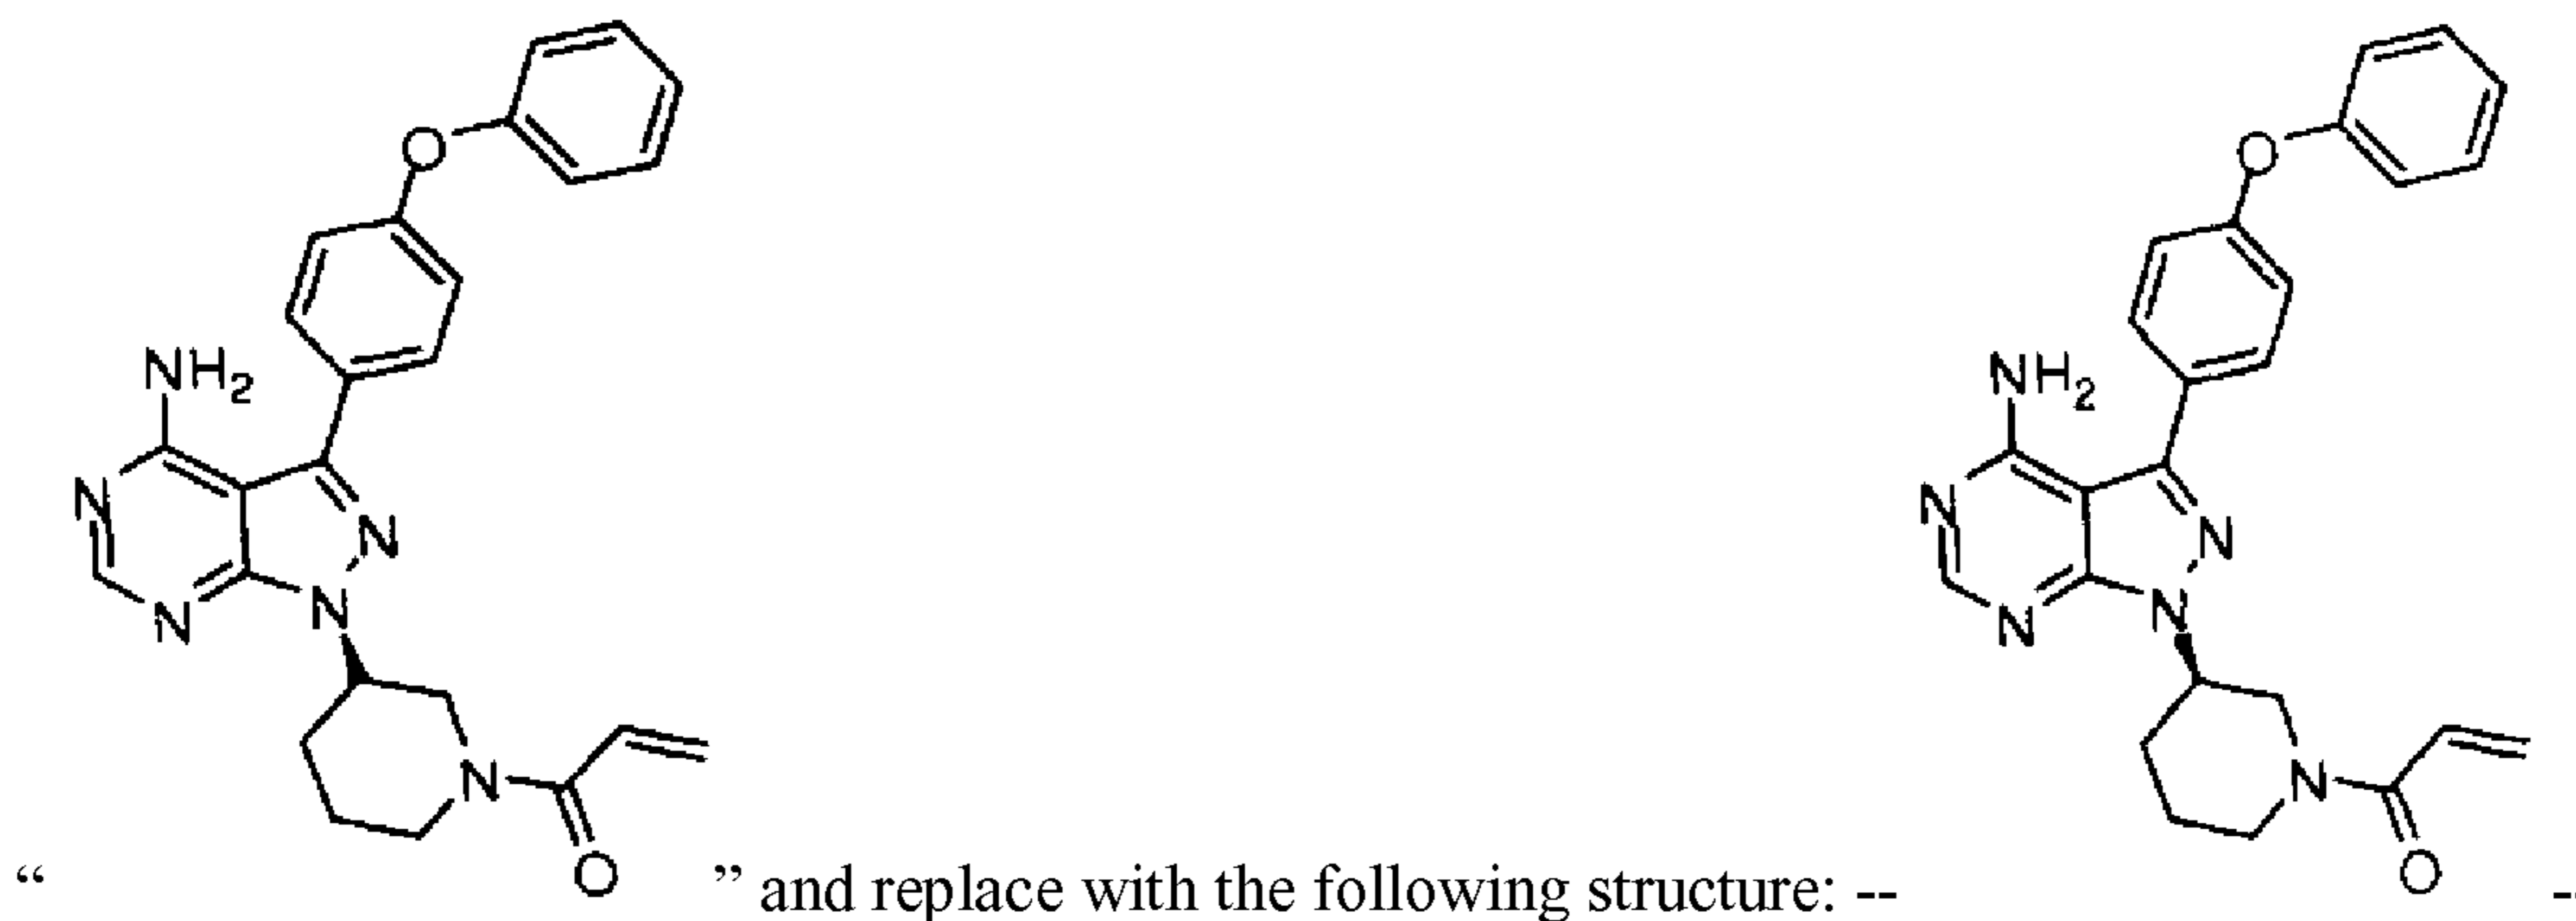 O
O
NH2
NH2
N
N
N
N
N
N
N
N
N
N
“ O ” and replace with the following structure: -- O --